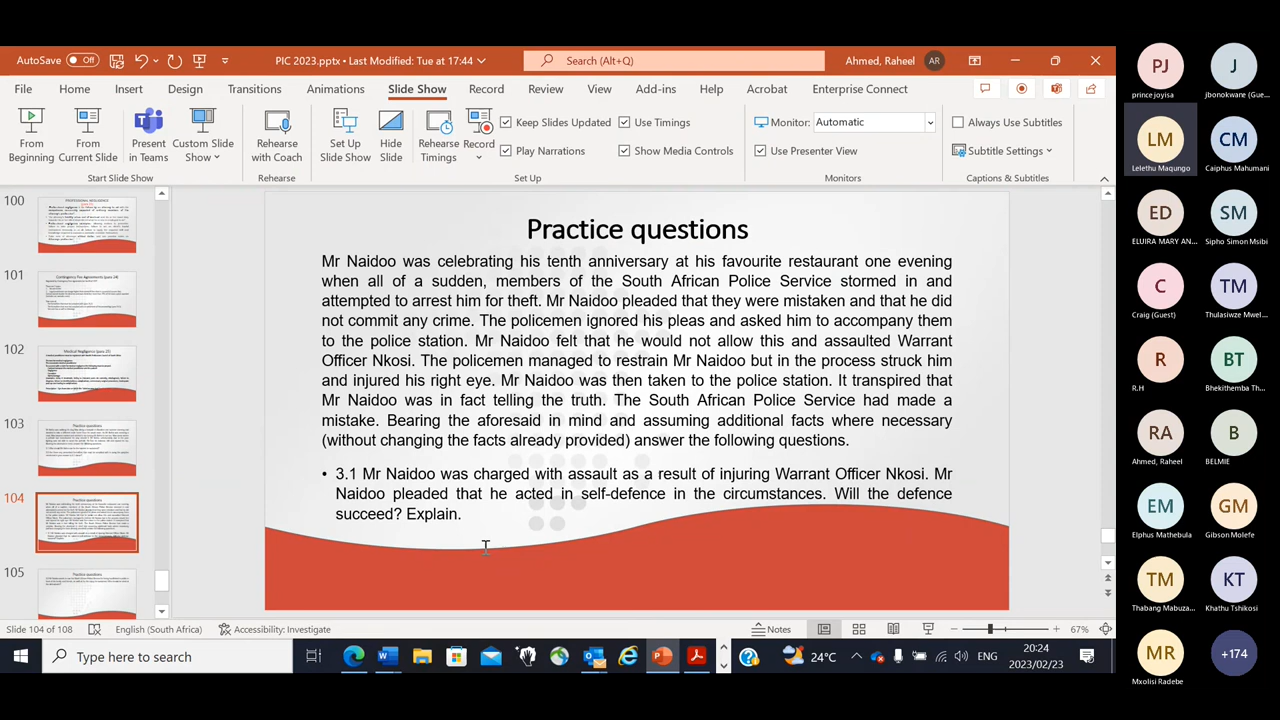 AutoSave Off
PIC 2023.pptx • Last Modified: Tue at 17:44
Search (Alt+Q)
Ahmed, Raheel AR
File Home Insert Design Transitions Animations Slide Show Record Review View Add-ins Help Acrobat Enterprise Connect
From Beginning
From Current Slide
Present in Teams
Custom Slide Show
Rehearse with Coach
Set Up Slide Show
Hide Slide
Rehearse Timings
Record
Keep Slides Updated
Use Timings
Play Narrations
Show Media Controls
Monitor: Automatic
Use Presenter View
Always Use Subtitles
Subtitle Settings
Start Slide Show Rehearse Set Up Monitors Captions & Subtitles
100
101
102
103
104
105
Practice questions
Mr Naidoo was celebrating his tenth anniversary at his favourite restaurant one evening
when all of a sudden, members of the South African Police Service stormed in and
attempted to arrest him for theft. Mr Naidoo pleaded that they were mistaken and that he did
not commit any crime. The policemen ignored his pleas and asked him to accompany them
to the police station. Mr Naidoo felt that he would not allow this and assaulted Warrant
Officer Nkosi. The policemen managed to restrain Mr Naidoo but in the process struck him
and injured his right eye. Mr Naidoo was then taken to the police station. It transpired that
Mr Naidoo was in fact telling the truth. The South African Police Service had made a
mistake. Bearing the aforesaid in mind and assuming additional facts where necessary
(without changing the facts already provided) answer the following questions.
• 3.1 Mr Naidoo was charged with assault as a result of injuring Warrant Officer Nkosi. Mr
Naidoo pleaded that he acted in self-defence in the circumstances. Will the defence
succeed? Explain.
Slide 104 of 108 English (South Africa) Accessibility: Investigate
Notes
67%
Type here to search
24°C
ENG
20:24
2023/02/23
PJ
prince joyisa
J
jbonokwane (Gue...
LM
Lelethu Maqungo
CM
Caiphus Mahumani
ED
ELUIRA MARY AN...
SM
Sipho Simon Msibi
C
Craig (Guest)
TM
Thulasizwe Mwel...
R
R.H
BT
Bhekithemba Th...
RA
Ahmed, Raheel
B
BELMIE
EM
Elphus Mathebula
GM
Gibson Molefe
TM
Thabang Mabuza...
KT
Khathu Tshikosi
MR
Mxolisi Radebe
+174